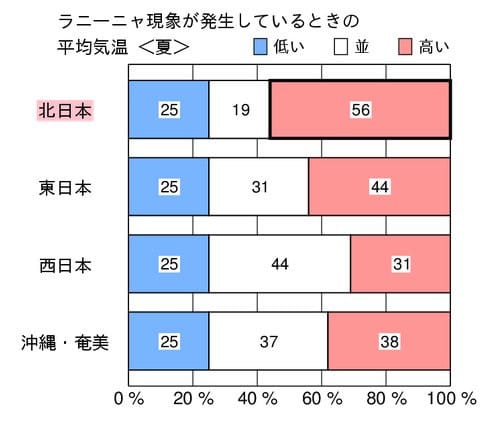 ラニーニャ現象が発生しているときの
平均気温 ＜夏＞ 低い 並 高い
北日本 25 19 56
東日本 25 31 44
西日本 25 44 31
沖縄・奄美 25 37 38
0 % 20 % 40 % 60 % 80 % 100 %